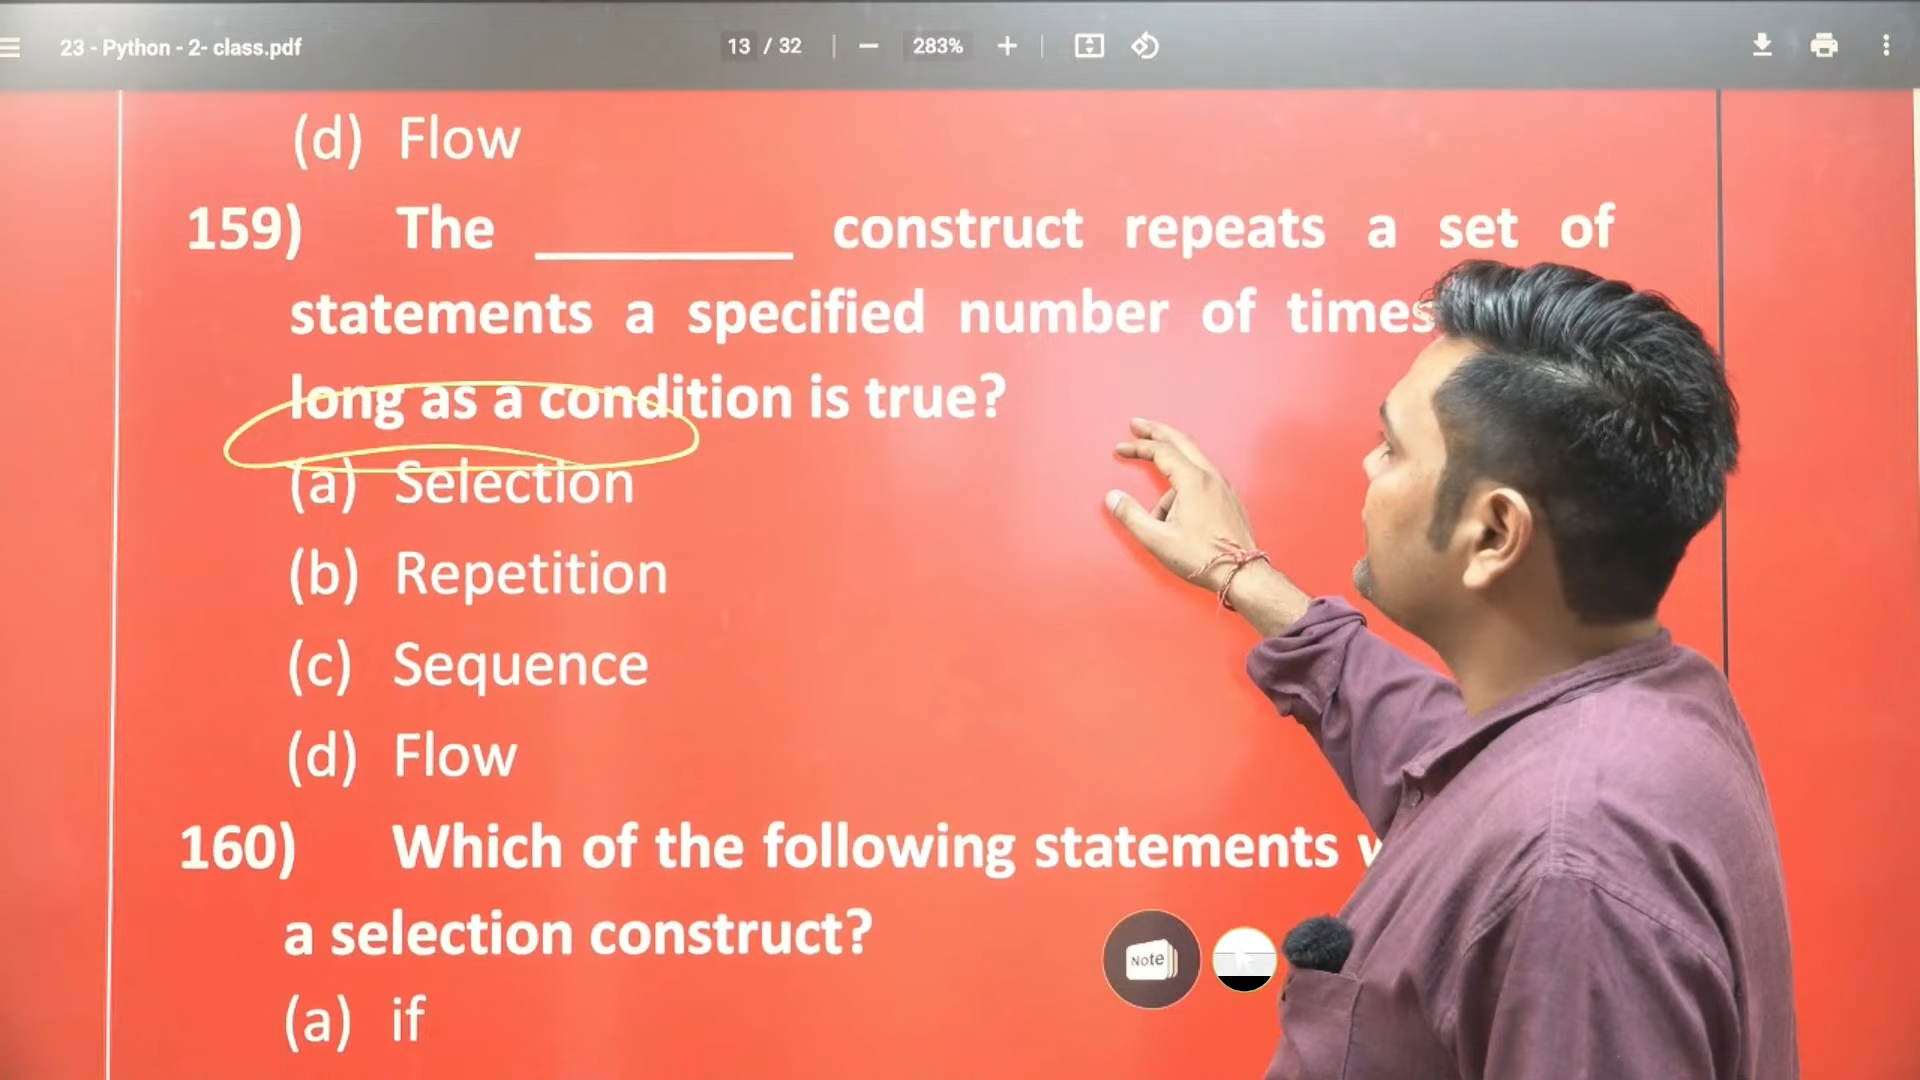 23 - Python - 2- class.pdf
13 / 32
283%
(d) Flow
159) The __________ construct repeats a set of
statements a specified number of times
long as a condition is true?
(a) Selection
(b) Repetition
(c) Sequence
(d) Flow
160) Which of the following statements
a selection construct?
(a) if
Note